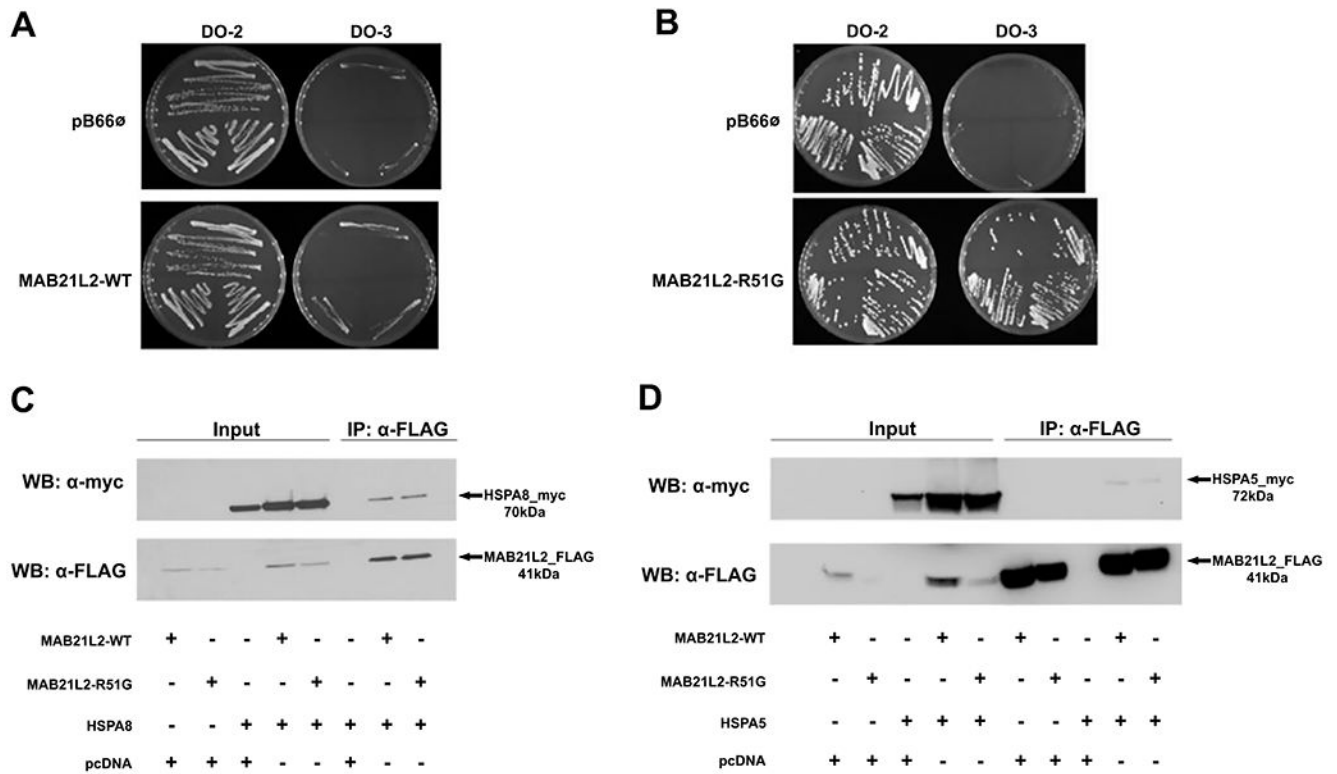 A
DO-2 DO-3
pB66ø
MAB21L2-WT
B
DO-2 DO-3
pB66ø
MAB21L2-R51G
C
Input IP: α-FLAG
WB: α-myc
HSPA8_myc
70kDa
WB: α-FLAG
MAB21L2_FLAG
41kDa
MAB21L2-WT + - - + - - + -
MAB21L2-R51G - + - - + - - +
HSPA8 - - + + + + + +
pcDNA + + + - - + - -
D
Input IP: α-FLAG
WB: α-myc
HSPA5_myc
72kDa
WB: α-FLAG
MAB21L2_FLAG
41kDa
MAB21L2-WT + - - + - + - - + -
MAB21L2-R51G - + - - + - + - - +
HSPA5 - - + + + - - + + +
pcDNA + + + - - + + + - -